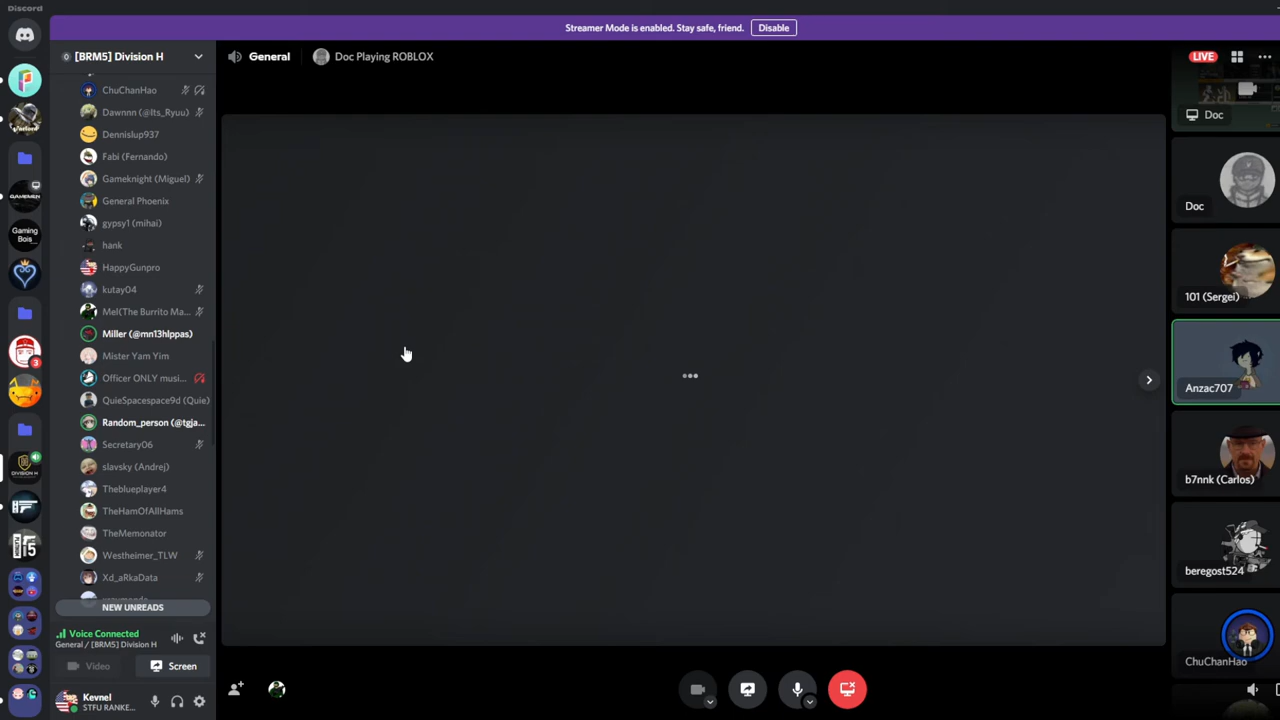 Discord
Streamer Mode is enabled. Stay safe, friend.
Disable
[BRM5] Division H
General
Doc Playing ROBLOX
LIVE
ChuChanHao
Dawnnn (@Its_Ryuu)
Dennislup937
Fabi (Fernando)
Gameknight (Miguel)
General Phoenix
gypsy1 (mihai)
hank
HappyGunpro
kutay04
Mel(The Burrito Ma...
Miller (@mn13hlppas)
Mister Yam Yim
Officer ONLY musi...
QuieSpacespace9d (Quie)
Random_person (@tgja...
Secretary06
slavsky (Andrej)
Theblueplayer4
TheHamOfAllHams
TheMemonator
Westheimer_TLW
Xd_aRkaData
NEW UNREADS
Voice Connected
General / [BRM5] Division H
Video
Screen
Kevnel
STFU RANKE...
Gaming
Bois
3
Doc
Doc
101 (Sergei)
Anzac707
b7nnk (Carlos)
beregost524
ChuChanHao